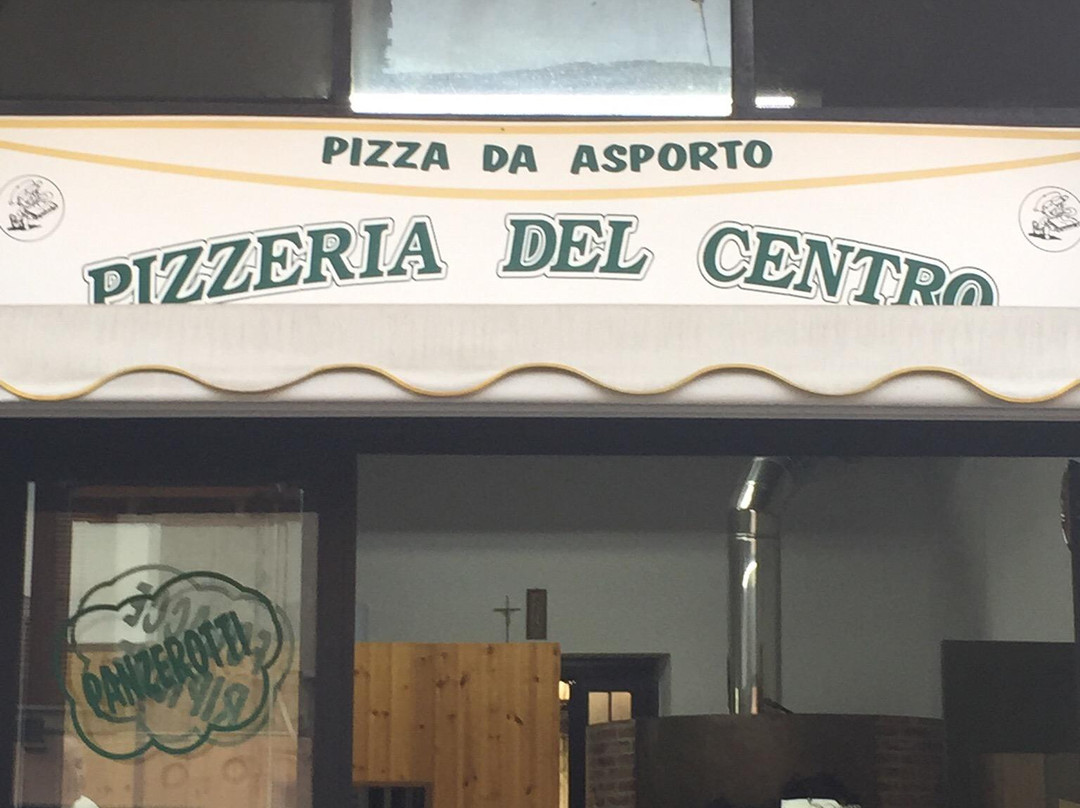 PIZZA DA ASPORTO
PIZZERIA DEL CENTRO
PANZEROTTI